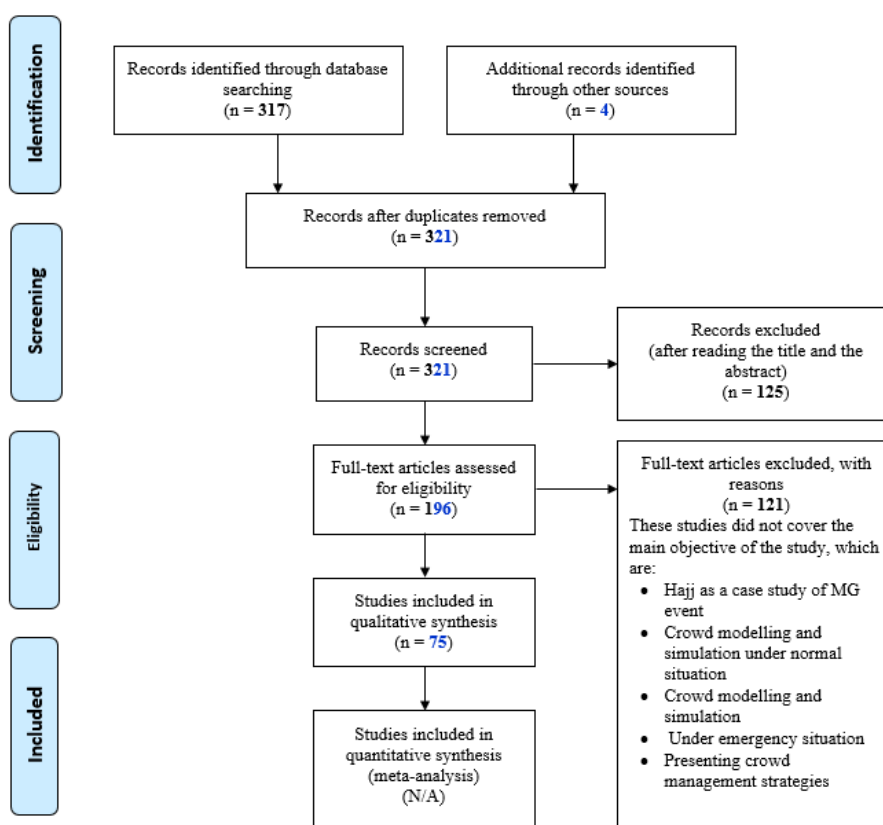 Identification
Records identified through database
searching
(n = 317)
Additional records identified
through other sources
(n = 4)
Records after duplicates removed
(n = 321)
Screening
Records screened
(n = 321)
Records excluded
(after reading the title and the
abstract)
(n = 125)
Eligibility
Full-text articles assessed
for eligibility
(n = 196)
Full-text articles excluded, with
reasons
(n = 121)
These studies did not cover the
main objective of the study, which
are:
• Hajj as a case study of MG
event
• Crowd modelling and
simulation under normal
situation
• Crowd modelling and
simulation
• Under emergency situation
• Presenting crowd
management strategies
Studies included in
qualitative synthesis
(n = 75)
Included
Studies included in
quantitative synthesis
(meta-analysis)
(N/A)